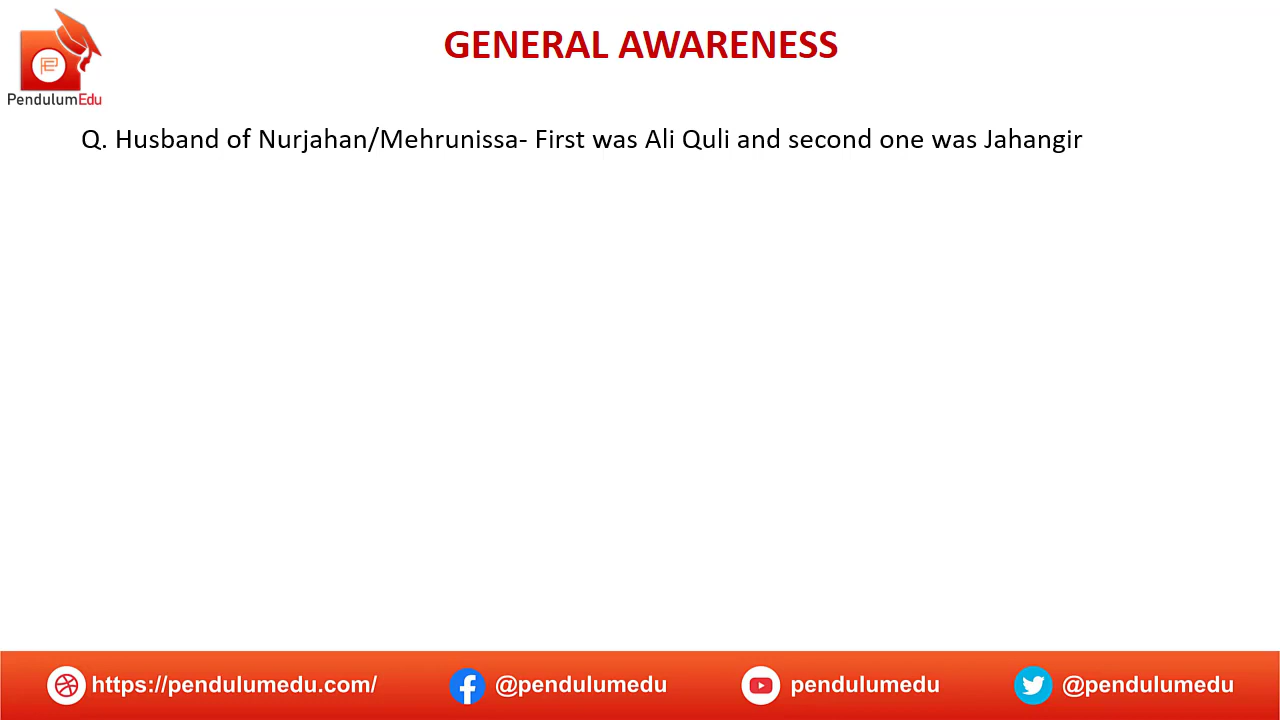 GENERAL AWARENESS
PendulumEdu
Q. Husband of Nurjahan/Mehrunissa- First was Ali Quli and second one was Jahangir
https://pendulumedu.com/ @pendulumedu pendulumedu @pendulumedu